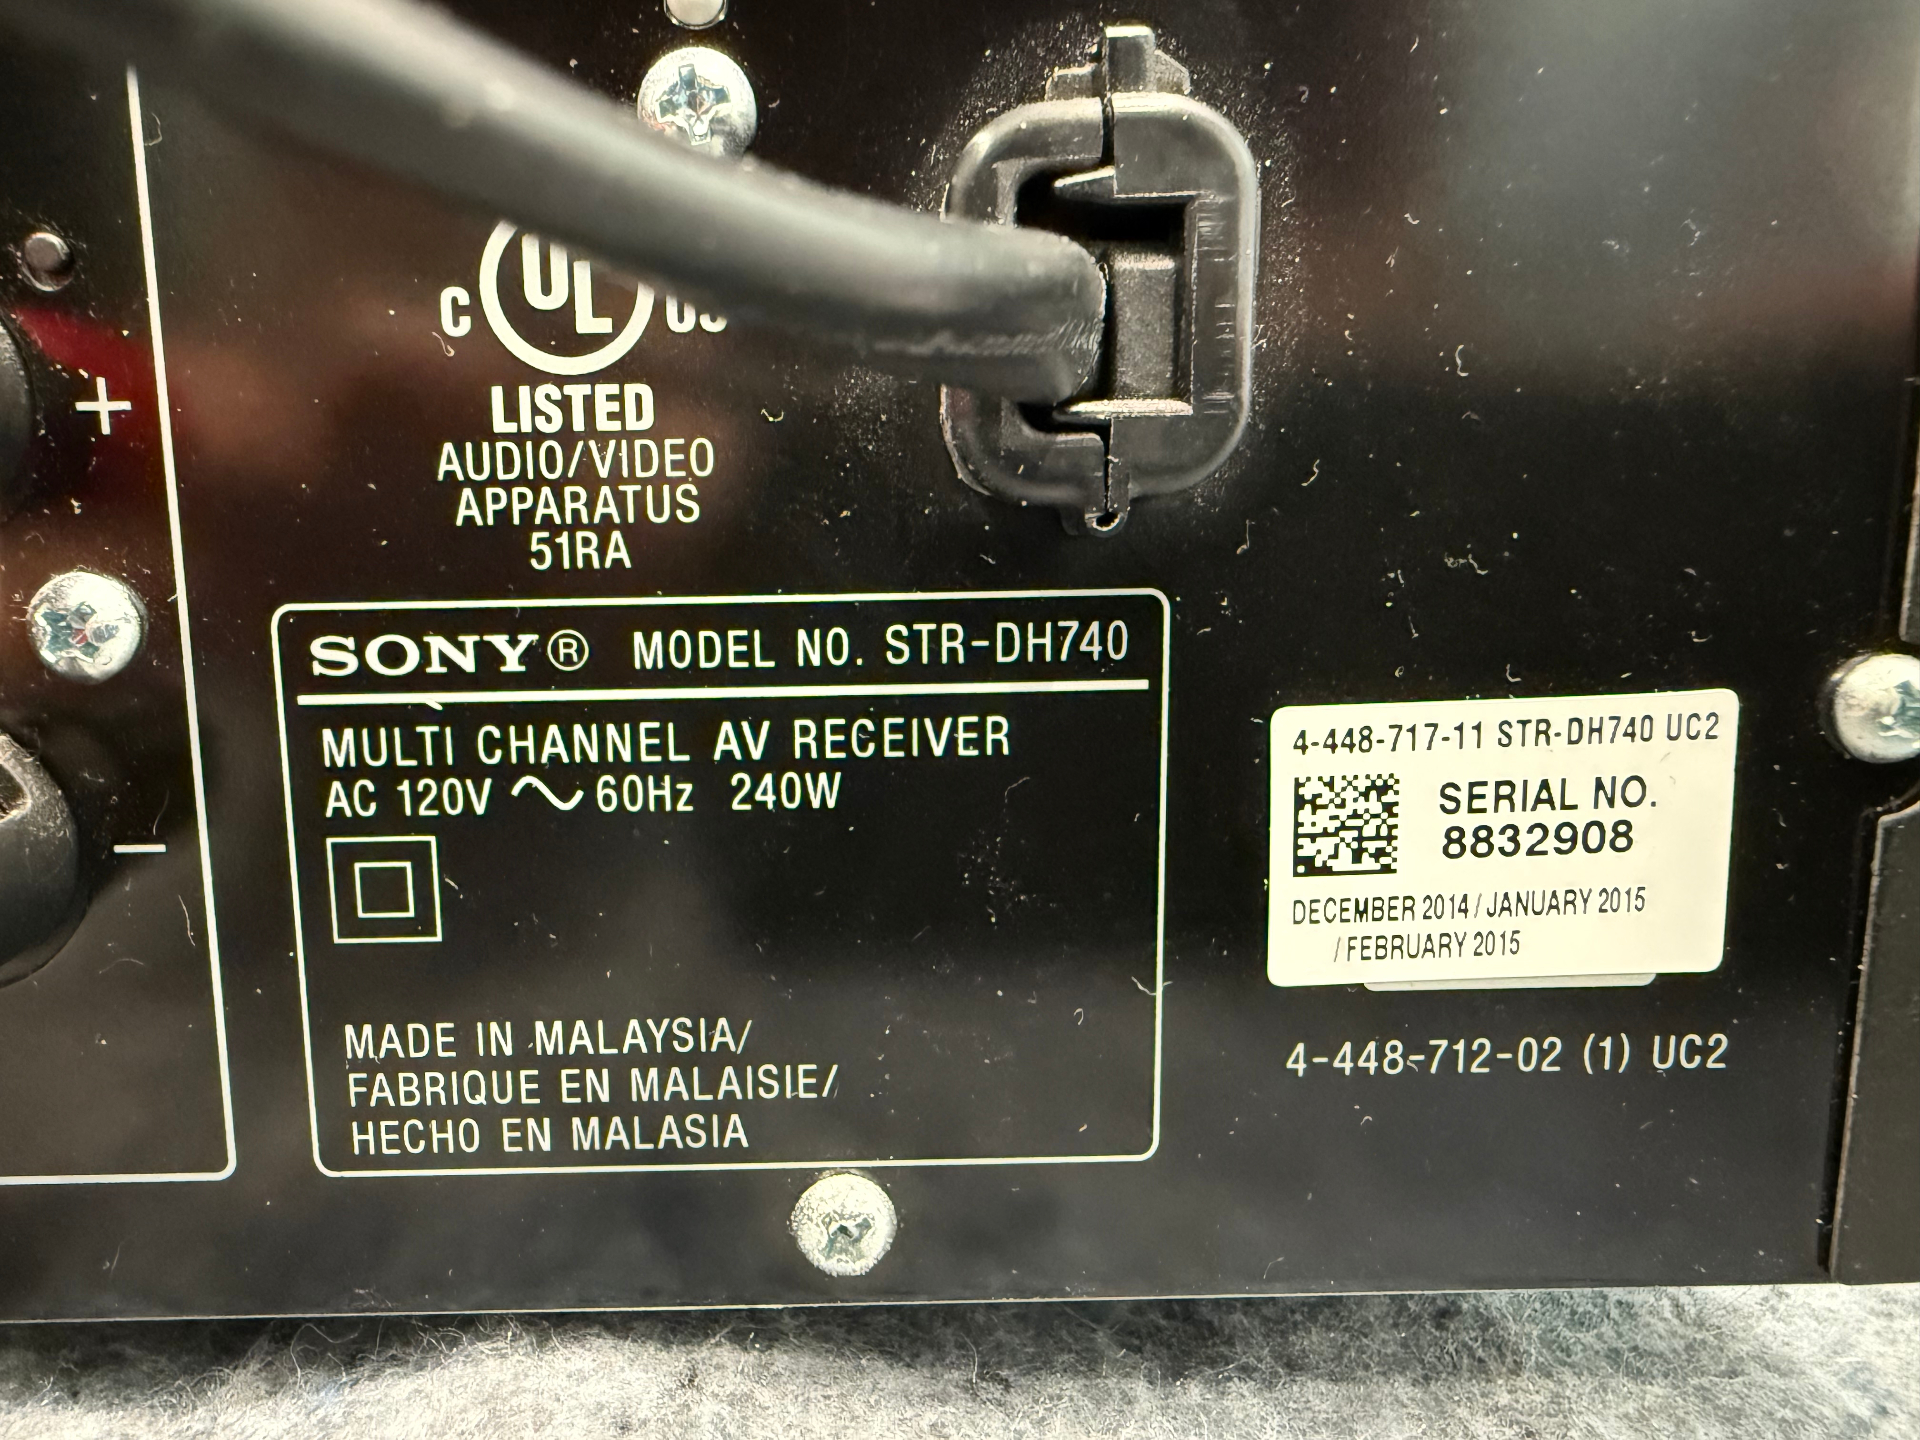 C UL US
LISTED
AUDIO/VIDEO
APPARATUS
51RA
+
SONY® MODEL NO. STR-DH740
MULTI CHANNEL AV RECEIVER
AC 120V ~ 60Hz 240W
–
MADE IN MALAYSIA/
FABRIQUE EN MALAISIE/
HECHO EN MALASIA
4-448-717-11 STR-DH740 UC2
SERIAL NO.
8832908
DECEMBER 2014/JANUARY 2015
/FEBRUARY 2015
4-448-712-02 (1) UC2